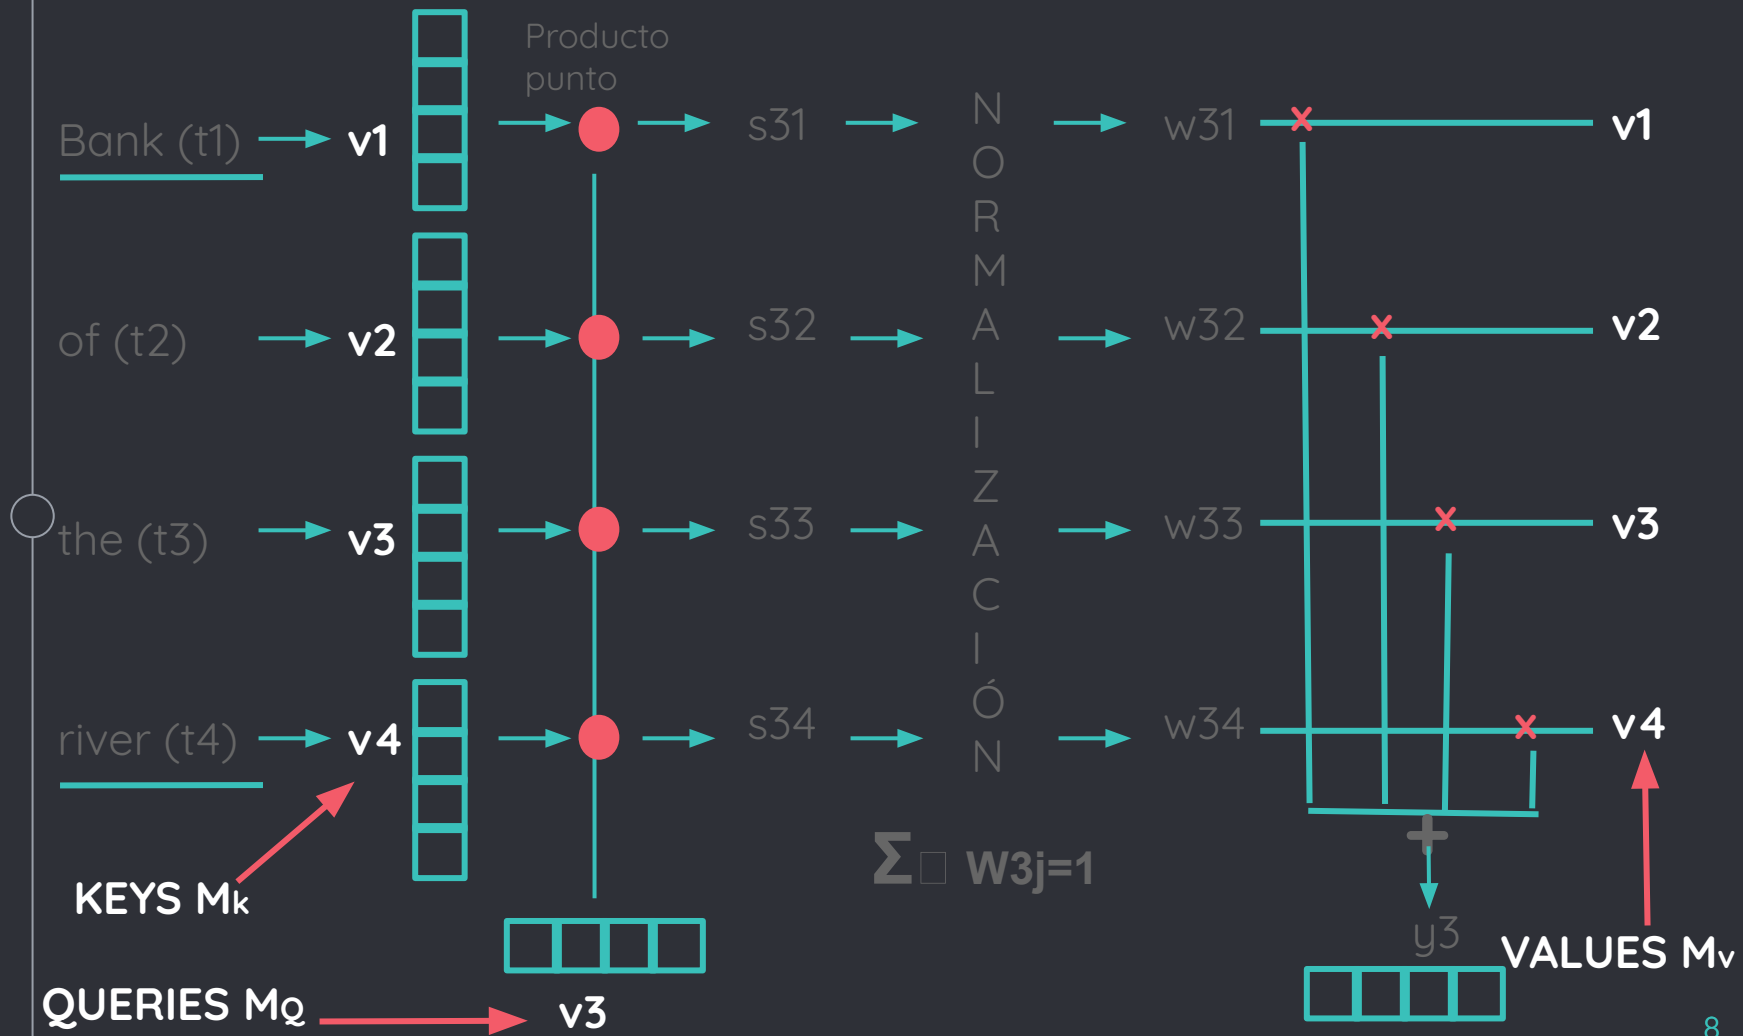 Producto
punto
Bank (t1) v1 s31 w31 v1
of (t2) v2 s32 w32 v2
the (t3) v3 s33 w33 v3
river (t4) v4 s34 w34 v4
N
O
R
M
A
L
I
Z
A
C
I
Ó
N
KEYS Mk
Σ□ W3j=1
+
y3
VALUES Mv
QUERIES MQ v3
8